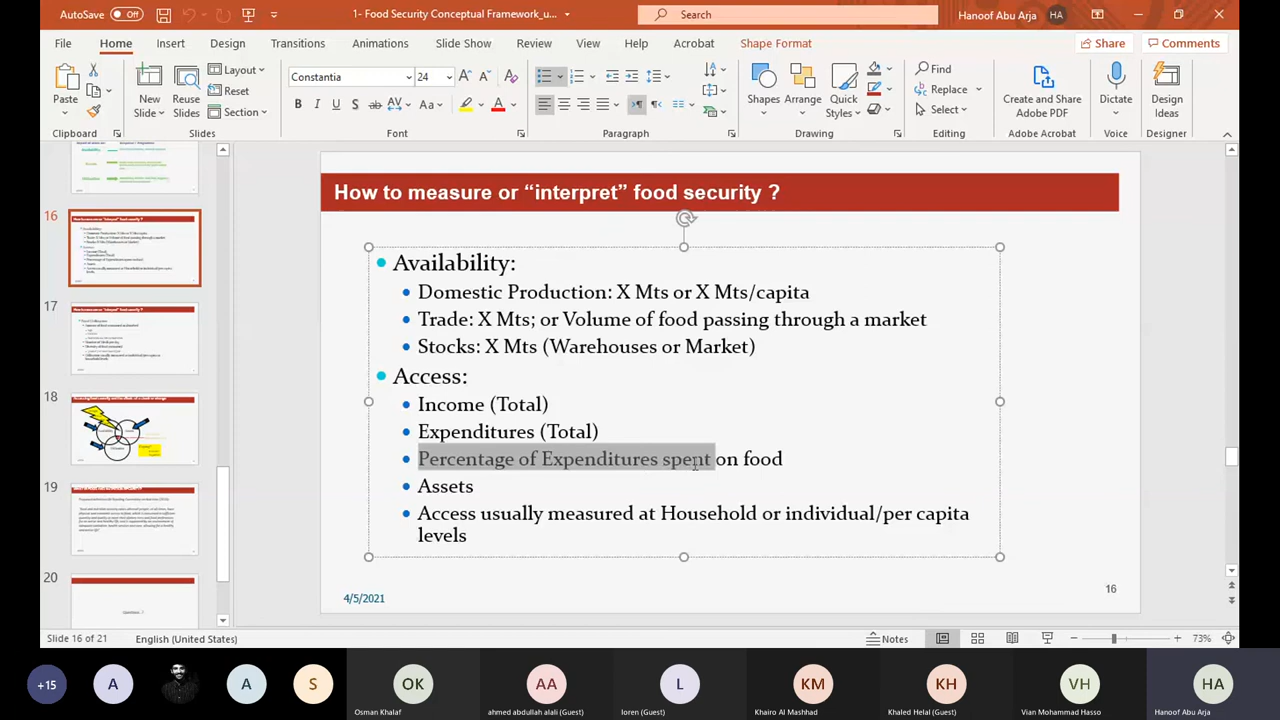 AutoSave Off 1- Food Security Conceptual Framework_u... Search Hanoof Abu Arja HA
File Home Insert Design Transitions Animations Slide Show Review View Help Acrobat Shape Format Share Comments
Paste New Slide Layout Reset Section Reuse Slides Constantia 24 Shapes Arrange Quick Styles Find Replace Select Create and Share Adobe PDF Dictate Design Ideas
Clipboard Slides Font Paragraph Drawing Editing Adobe Acrobat Voice Designer
16
17
18
19
20
How to measure or “interpret” food security ?
Availability:
Domestic Production: X Mts or X Mts/capita
Trade: X Mts; or Volume of food passing through a market
Stocks: X Mts (Warehouses or Market)
Access:
Income (Total)
Expenditures (Total)
Percentage of Expenditures spent on food
Assets
Access usually measured at Household or individual/per capita
levels
4/5/2021 16
Slide 16 of 21 English (United States) Notes 73%
+15 A A S OK AA L KM KH VH HA
Osman Khalaf ahmed abdullah alali (Guest) loren (Guest) Khairo Al Mashhad Khaled Helal (Guest) Vian Mohammad Hasso Hanoof Abu Arja